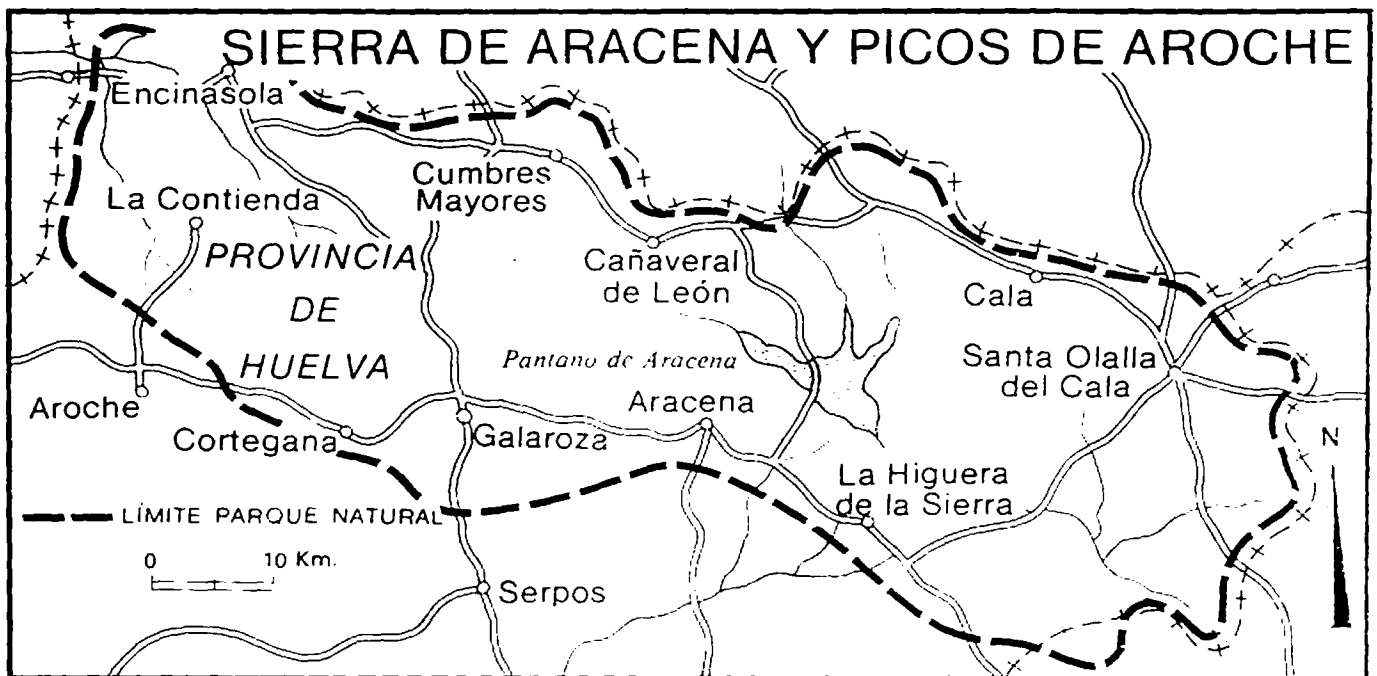 SIERRA DE ARACENA Y PICOS DE AROCHE
Encinasola
La Contienda
Cumbres
Mayores
PROVINCIA
DE
HUELVA
Cañaveral
de León
Cala
Pantano de Aracena
Santa Olalla
del Cala
Aroche
Cortegana
Galaroza
Aracena
La Higuera
de la Sierra
N
LÍMITE PARQUE NATURAL
0 10 Km.
Serpos